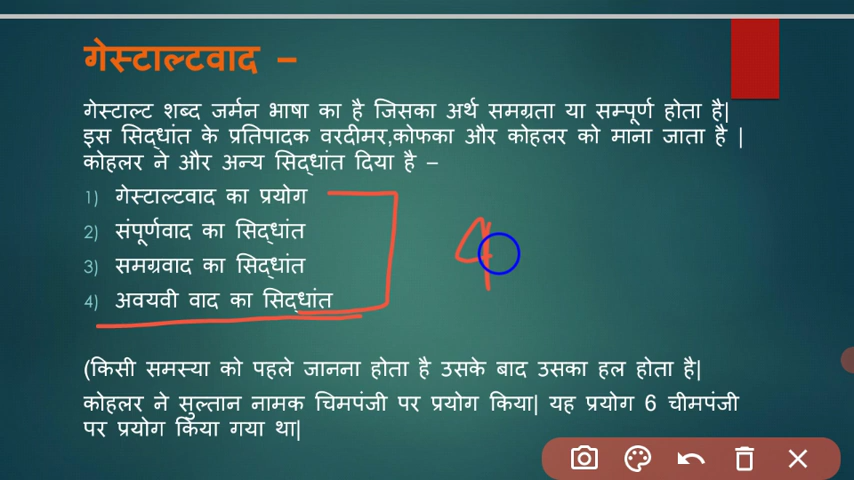 गेस्टाल्टवाद –
गेस्टाल्ट शब्द जर्मन भाषा का है जिसका अर्थ समग्रता या सम्पूर्ण होता है|
इस सिद्धांत के प्रतिपादक वरदीमर,कोफका और कोहलर को माना जाता है |
कोहलर ने और अन्य सिद्धांत दिया है –
1) गेस्टाल्टवाद का प्रयोग
2) संपूर्णवाद का सिद्धांत
3) समग्रवाद का सिद्धांत
4) अवयवी वाद का सिद्धांत
4
(किसी समस्या को पहले जानना होता है उसके बाद उसका हल होता है|
कोहलर ने सुल्तान नामक चिमपंजी पर प्रयोग किया| यह प्रयोग 6 चीमपंजी
पर प्रयोग किया गया था|